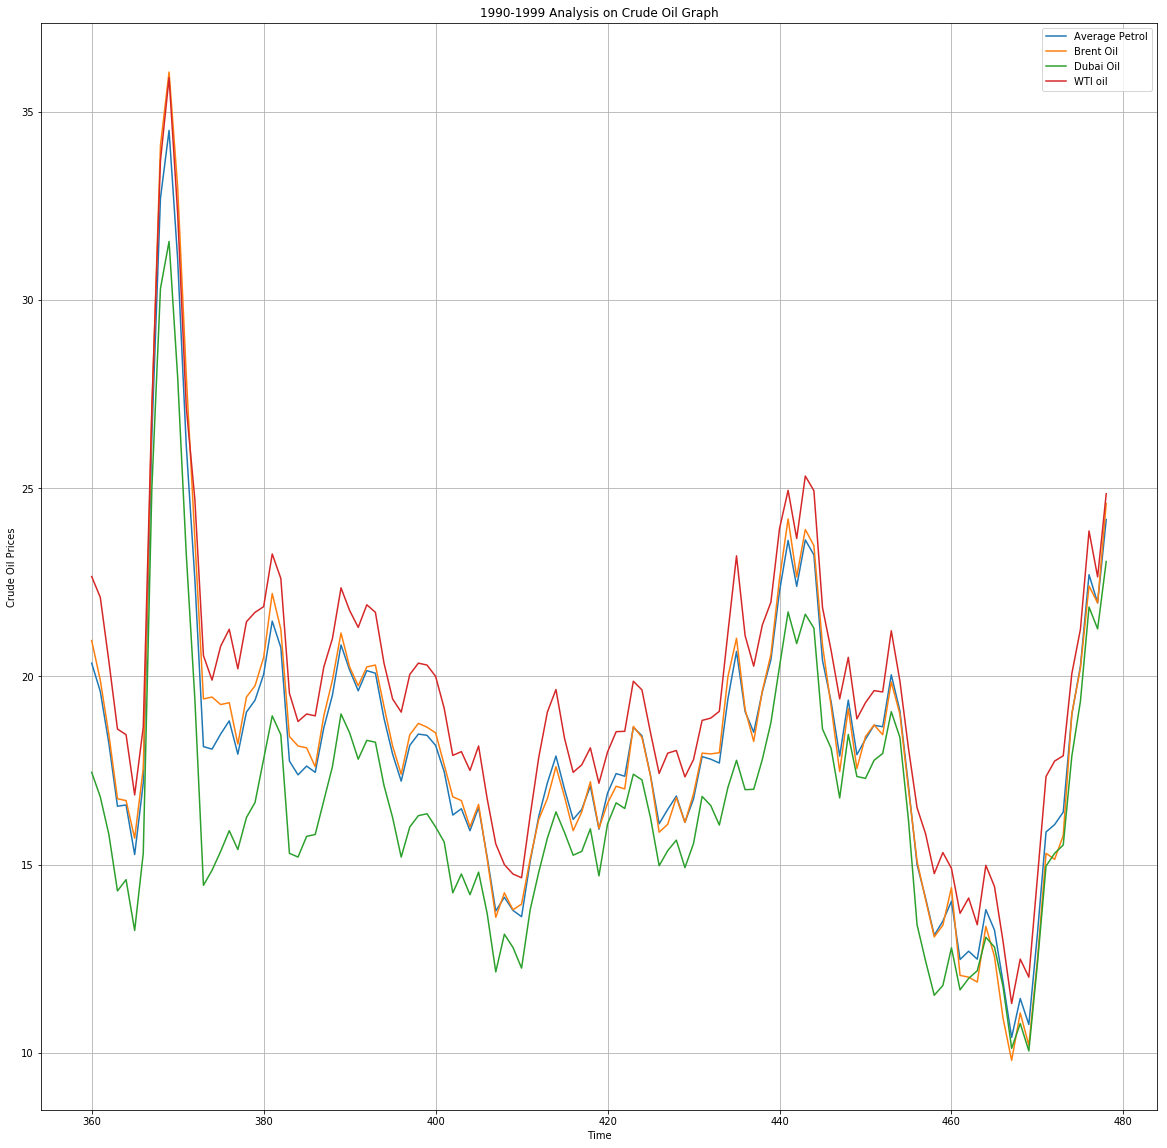 1990-1999 Analysis on Crude Oil Graph
Average Petrol
Brent Oil
Dubai Oil
WTI oil
35
30
25
20
15
10
Crude Oil Prices
360
380
400
420
440
460
480
Time